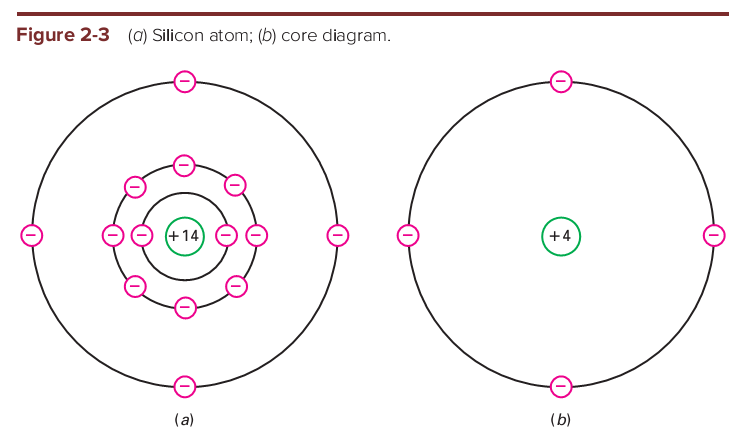 Figure 2-3 (a) Silicon atom; (b) core diagram.
− − − − − − − − +14 − − − − − −
− − +4 − −
(a) (b)